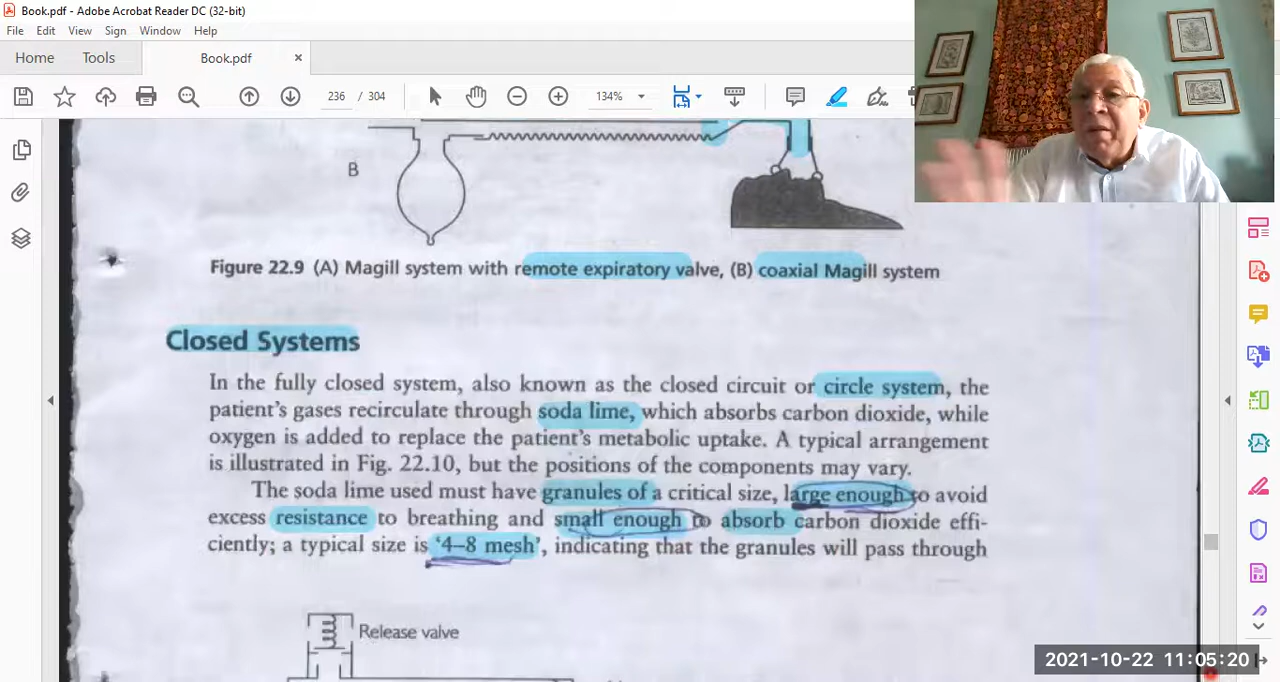 Book.pdf - Adobe Acrobat Reader DC (32-bit)
File Edit View Sign Window Help
Home Tools Book.pdf ×
236 / 304 134%
B
Figure 22.9 (A) Magill system with remote expiratory valve, (B) coaxial Magill system
Closed Systems
In the fully closed system, also known as the closed circuit or circle system, the
patient's gases recirculate through soda lime, which absorbs carbon dioxide, while
oxygen is added to replace the patient's metabolic uptake. A typical arrangement
is illustrated in Fig. 22.10, but the positions of the components may vary.
The soda lime used must have granules of a critical size, large enough to avoid
excess resistance to breathing and small enough to absorb carbon dioxide effi-
ciently; a typical size is '4–8 mesh', indicating that the granules will pass through
Release valve
2021-10-22 11:05:20